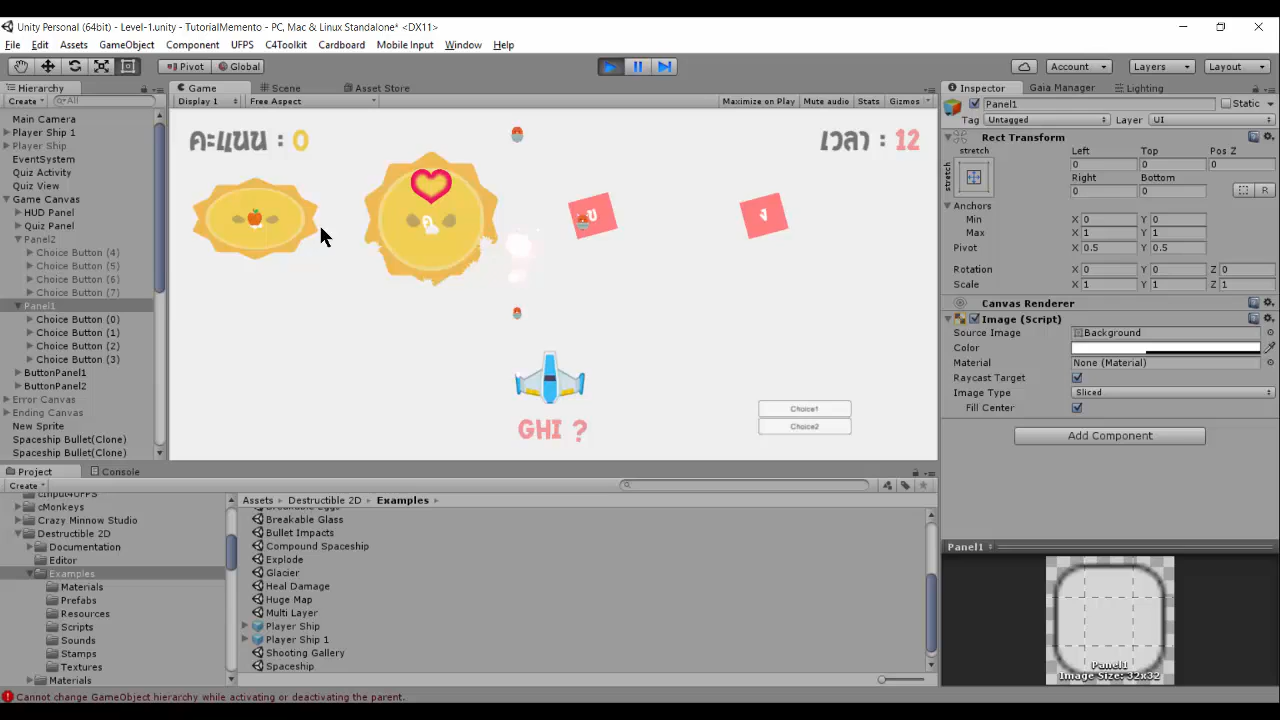 Unity Personal (64bit) - Level-1.unity - TutorialMemento - PC, Mac & Linux Standalone* <DX11>
File Edit Assets GameObject Component UFPS C4Toolkit Cardboard Mobile Input Window Help
Pivot Global Account Layers Layout
Hierarchy Game Scene Asset Store Inspector Gaia Manager Lighting
Create All Display 1 Free Aspect Maximize on Play Mute audio Stats Gizmos Panel1 Static
Main Camera
Tag Untagged Layer UI
Player Ship 1
Player Ship
EventSystem
Quiz Activity
Quiz View
Game Canvas
HUD Panel
Quiz Panel
Panel2
Choice Button (4)
Choice Button (5)
Choice Button (6)
Choice Button (7)
Panel1
Choice Button (0)
Choice Button (1)
Choice Button (2)
Choice Button (3)
ButtonPanel1
ButtonPanel2
Error Canvas
Ending Canvas
New Sprite
Spaceship Bullet(Clone)
Spaceship Bullet(Clone)
คะแนน : 0
เวลา : 12
ง
GHI ?
Choice1
Choice2
Rect Transform
stretch Left Top Pos Z
0 0 0
stretch
Right Bottom
0 0 R
Anchors
Min X 0 Y 0
Max X 1 Y 1
Pivot X 0.5 Y 0.5
Rotation X 0 Y 0 Z 0
Scale X 1 Y 1 Z 1
Canvas Renderer
Image (Script)
Source Image Background
Color
Material None (Material)
Raycast Target
Image Type Sliced
Fill Center
Add Component
Project Console
Create
cMonkeys
Crazy Minnow Studio
Destructible 2D
Documentation
Editor
Examples
Materials
Prefabs
Resources
Scripts
Sounds
Stamps
Textures
Materials
Assets Destructible 2D Examples
Breakable Glass
Bullet Impacts
Compound Spaceship
Explode
Glacier
Heal Damage
Huge Map
Multi Layer
Player Ship
Player Ship 1
Shooting Gallery
Spaceship
Panel1
Panel1
Image Size: 32x32
Cannot change GameObject hierarchy while activating or deactivating the parent.